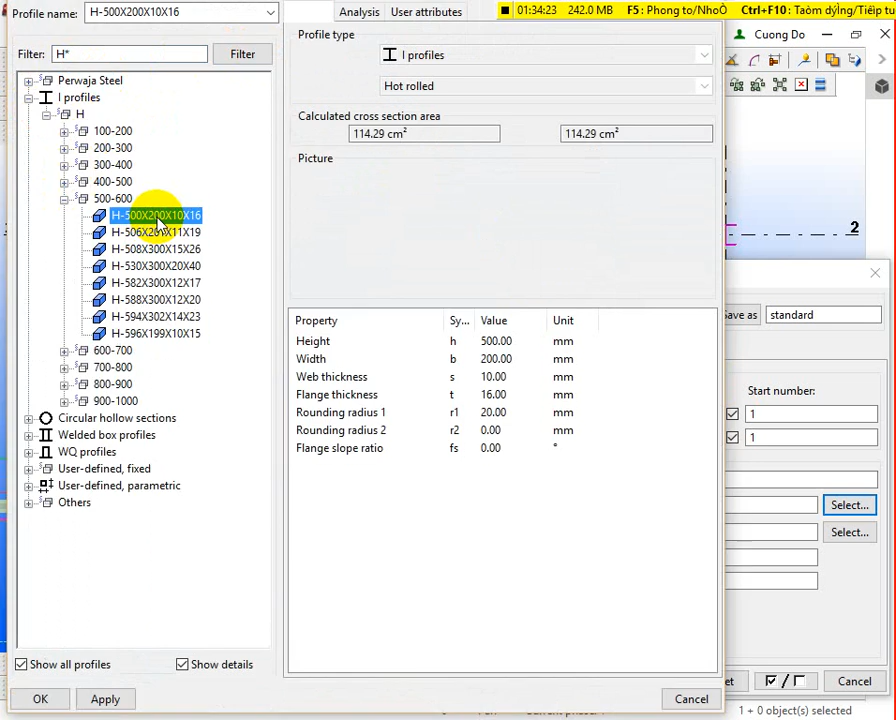 Profile name: H-500X200X10X16
Analysis User attributes
01:34:23 242.0 MB F5 : Phong to/NhoÒ Ctrl+F10 : Taòm dýÌng/Tiêìp tu
Cuong Do
Filter: H* Filter
Perwaja Steel
I profiles
H
100-200
200-300
300-400
400-500
500-600
H-500X200X10X16
H-506X201X11X19
H-508X300X15X26
H-530X300X20X40
H-582X300X12X17
H-588X300X12X20
H-594X302X14X23
H-596X199X10X15
600-700
700-800
800-900
900-1000
Circular hollow sections
Welded box profiles
WQ profiles
User-defined, fixed
User-defined, parametric
Others
Show all profiles Show details
OK Apply Cancel
Profile type
I profiles
Hot rolled
Calculated cross section area
114.29 cm² 114.29 cm²
Picture
Property Sy... Value Unit
Height h 500.00 mm
Width b 200.00 mm
Web thickness s 10.00 mm
Flange thickness t 16.00 mm
Rounding radius 1 r1 20.00 mm
Rounding radius 2 r2 0.00 mm
Flange slope ratio fs 0.00 °
2
Save as standard
Start number:
1
1
Select...
Select...
et / Cancel
1 + 0 object(s) selected